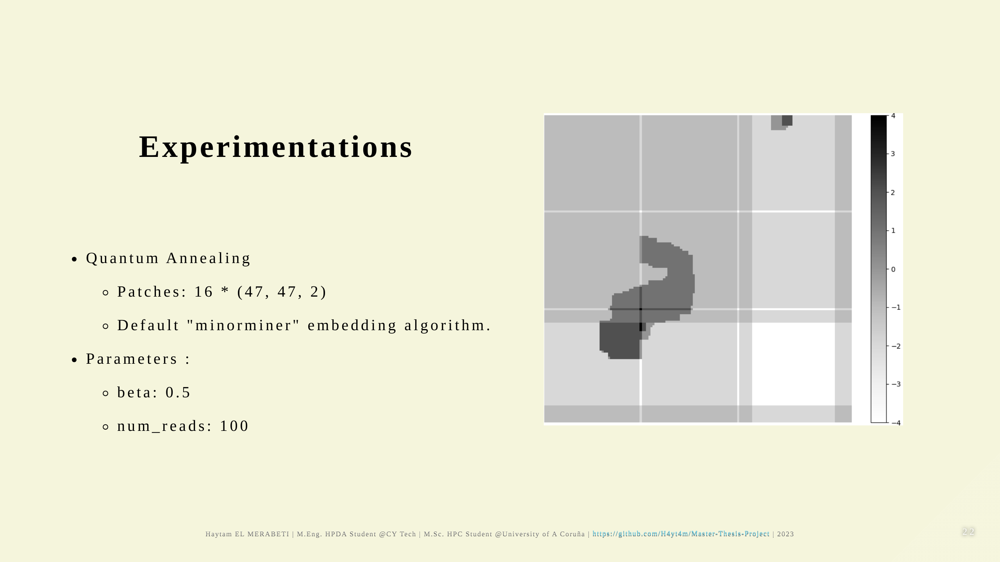 Experimentations
Quantum Annealing
Patches: 16 * (47, 47, 2)
Default "minorminer" embedding algorithm.
Parameters :
beta: 0.5
num_reads: 100
4
3
2
1
0
−1
−2
−3
−4
Haytam EL MERABETI | M.Eng. HPDA Student @CY Tech | M.Sc. HPC Student @University of A Coruña | https://github.com/H4yt4m/Master-Thesis-Project | 2023
22